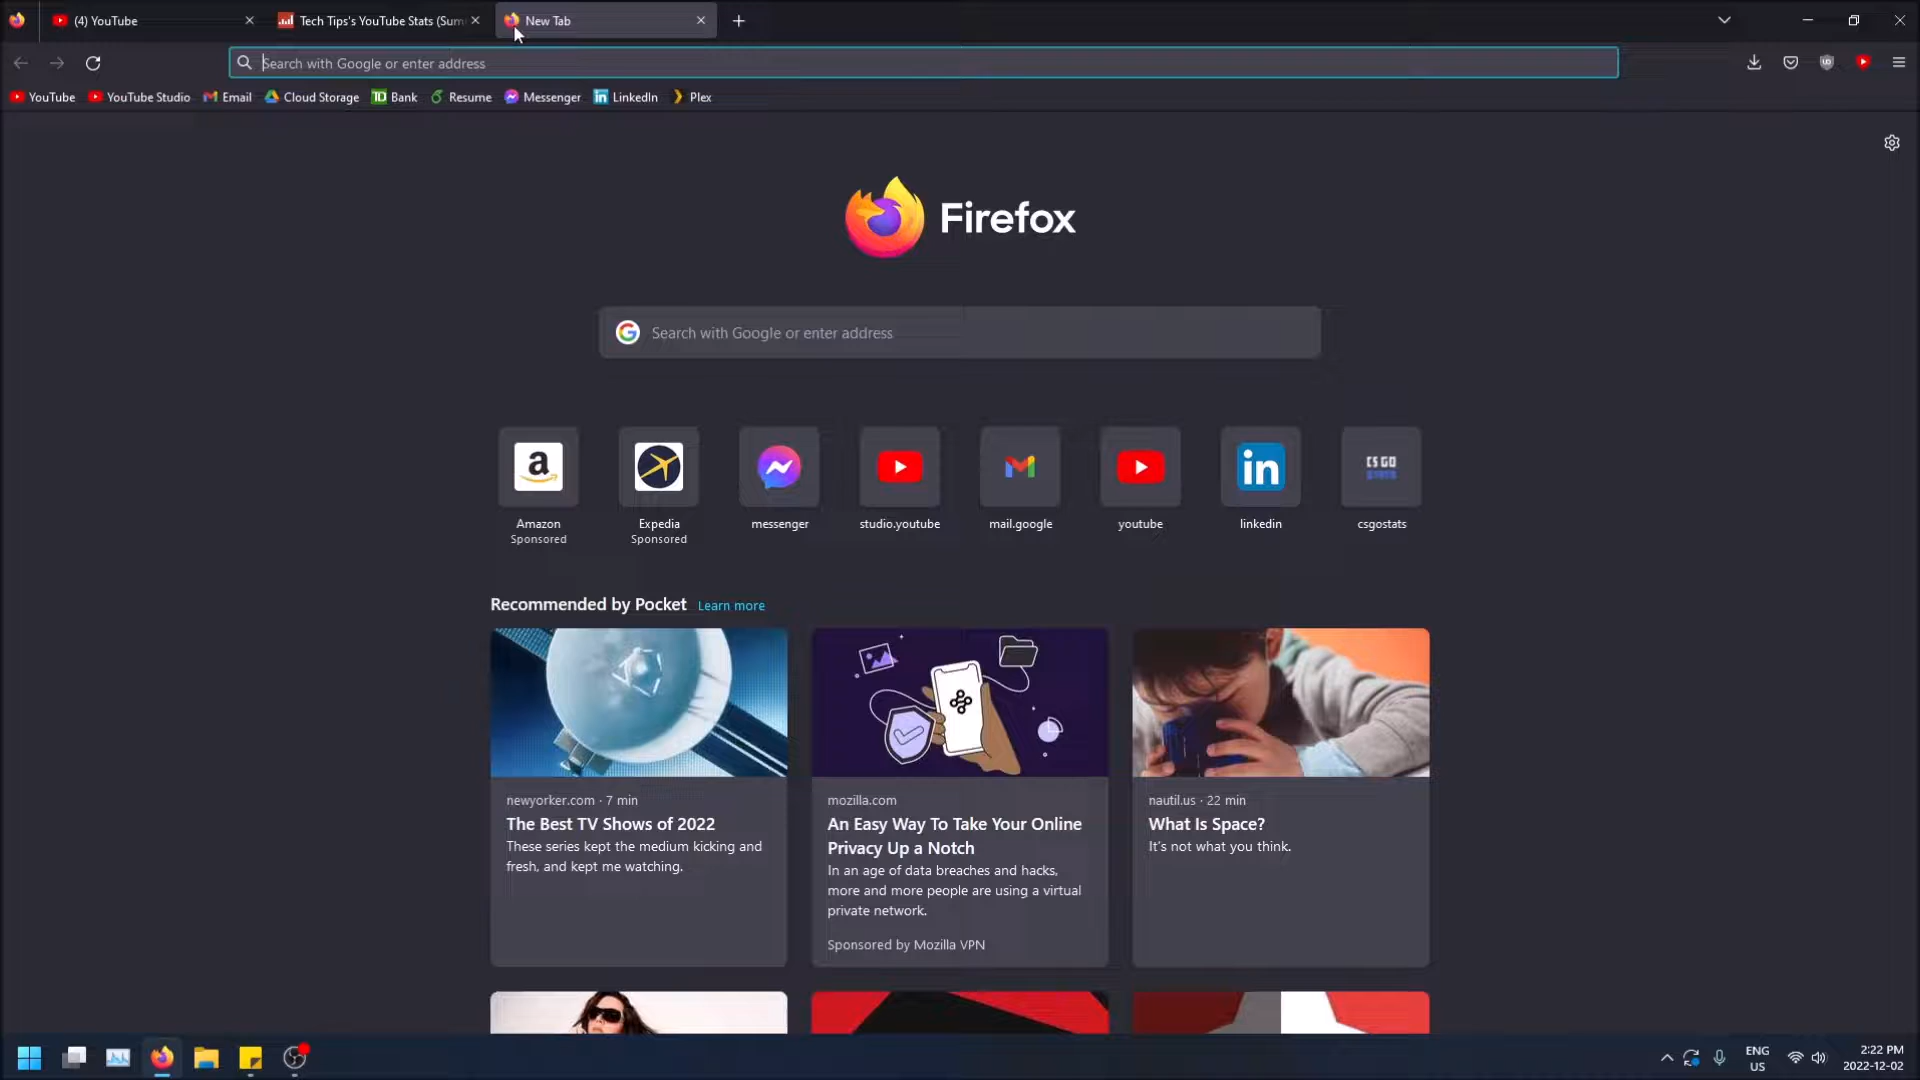 (4) YouTube
Tech Tips's YouTube Stats (Sum
New Tab
Search with Google or enter address
YouTube
YouTube Studio
Email
Cloud Storage
TD Bank
Resume
Messenger
LinkedIn
Plex
Firefox
Search with Google or enter address
Amazon
Sponsored
Expedia
Sponsored
messenger
studio.youtube
mail.google
youtube
linkedin
CS GO
csgostats
Recommended by Pocket Learn more
newyorker.com · 7 min
The Best TV Shows of 2022
These series kept the medium kicking and
fresh, and kept me watching.
mozilla.com
An Easy Way To Take Your Online
Privacy Up a Notch
In an age of data breaches and hacks,
more and more people are using a virtual
private network.
Sponsored by Mozilla VPN
nautil.us · 22 min
What Is Space?
It's not what you think.
ENG
US
2:22 PM
2022-12-02